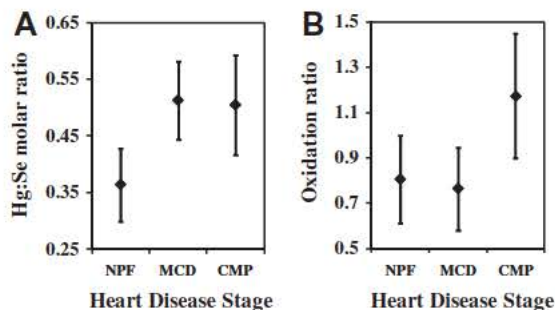 A
Hg:Se molar ratio
0.65
0.55
0.45
0.35
0.25
NPF MCD CMP
Heart Disease Stage
B
Oxidation ratio
1.5
1.3
1.1
0.9
0.7
0.5
NPF MCD CMP
Heart Disease Stage